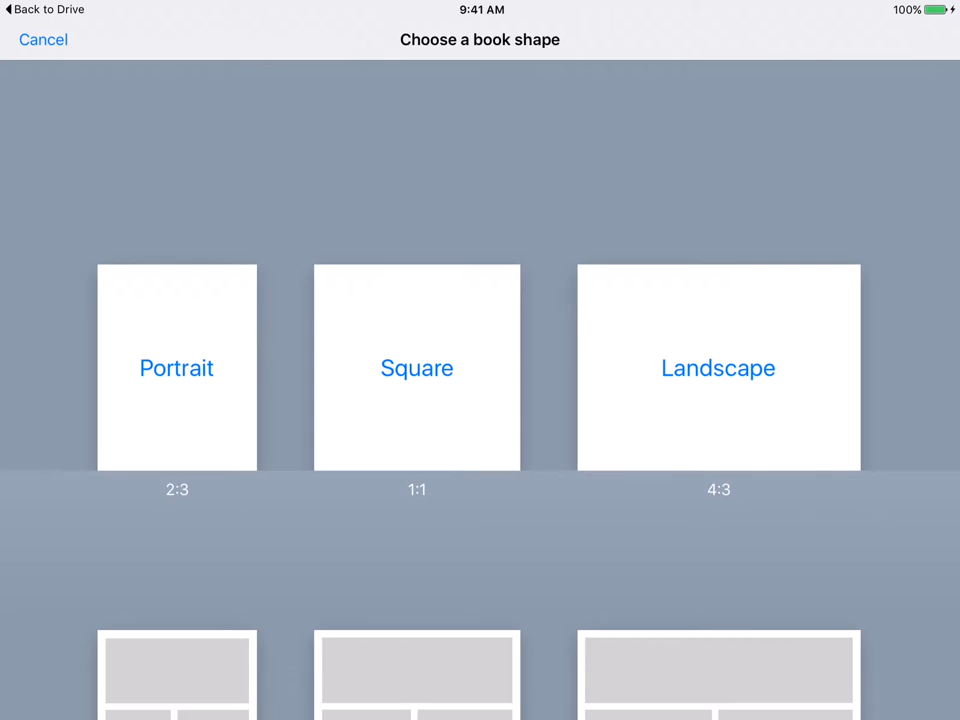 Back to Drive
9:41 AM
100%
Cancel
Choose a book shape
Portrait
Square
Landscape
2:3
1:1
4:3